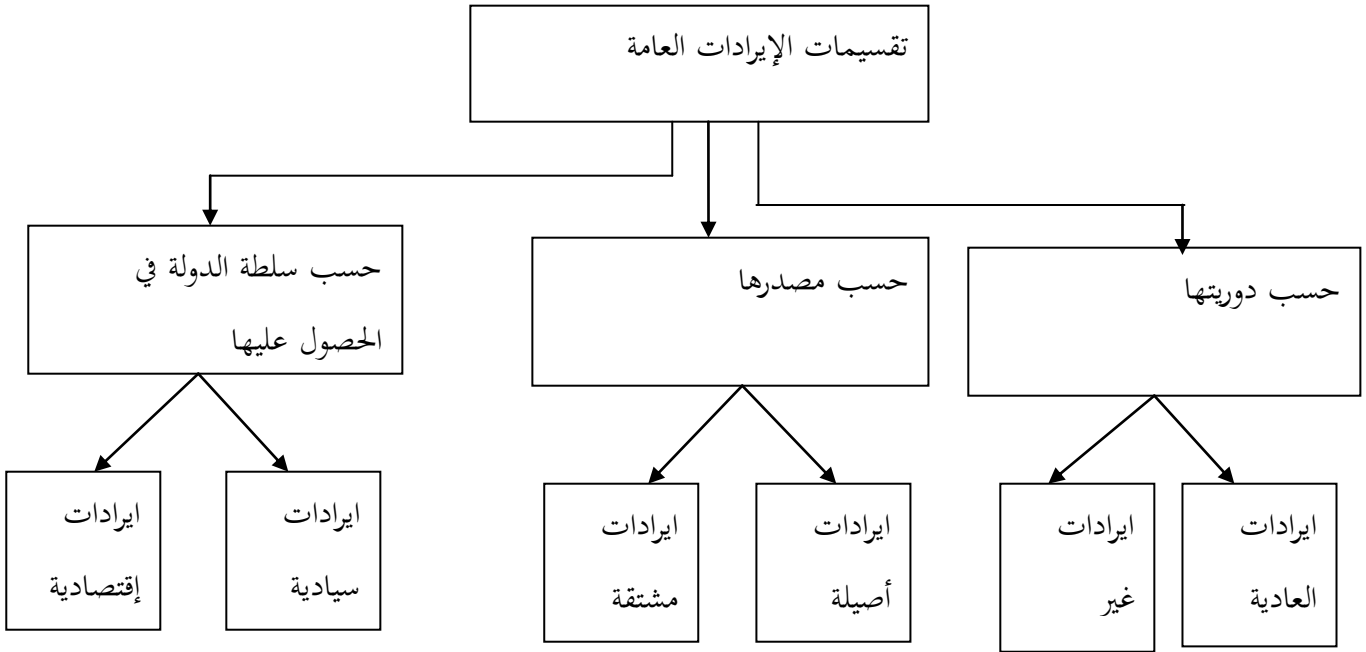 تقسيمات الإيرادات العامة
حسب دوريتها
حسب مصدرها
حسب سلطة الدولة في
الحصول عليها
ايرادات
العادية
ايرادات
غير
ايرادات
أصيلة
ايرادات
مشتقة
ايرادات
سيادية
ايرادات
إقتصادية